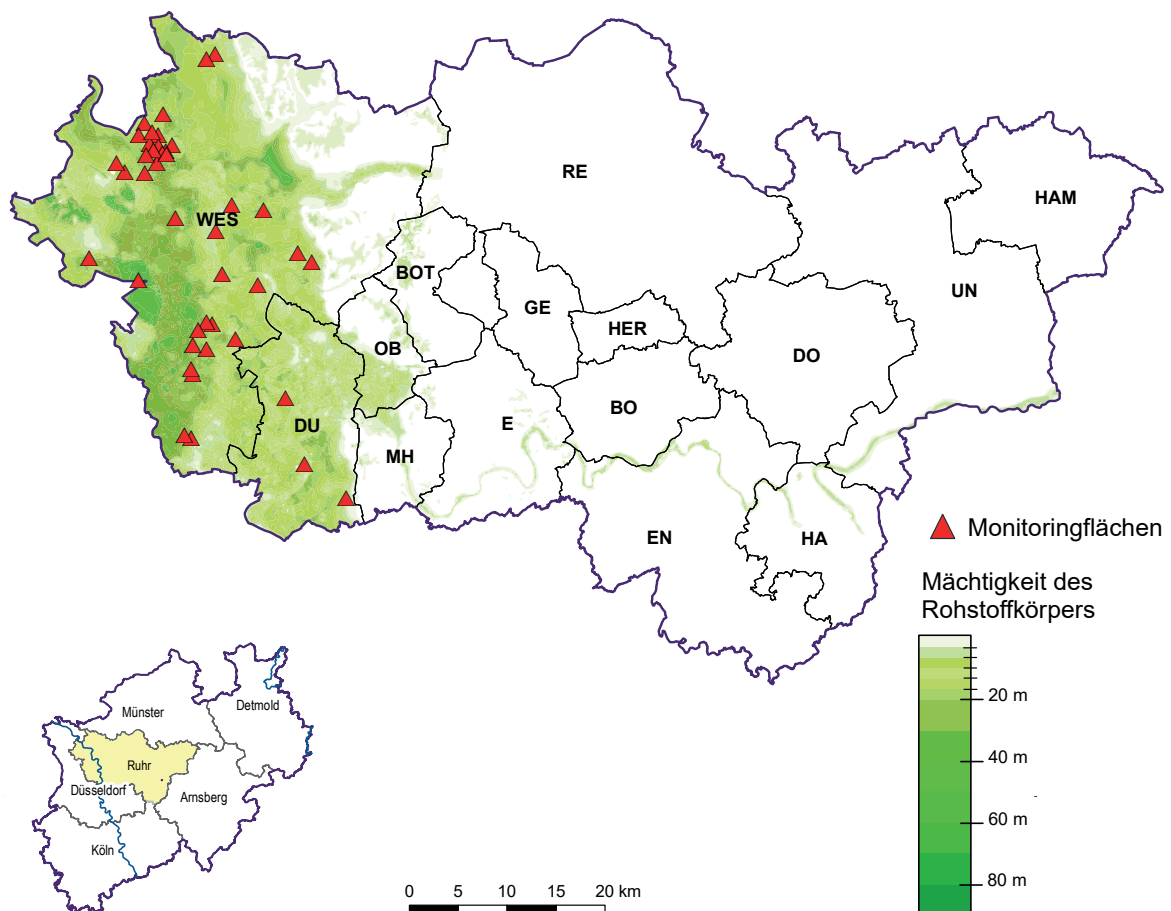 RE
HAM
WES
BOT
UN
GE
HER
OB
DO
BO
DU
E
MH
EN
HA
Monitoringflächen
Mächtigkeit des
Rohstoffkörpers
20 m
40 m
60 m
80 m
Detmold
Münster
Ruhr
Düsseldorf
Arnsberg
Köln
0 5 10 15 20 km